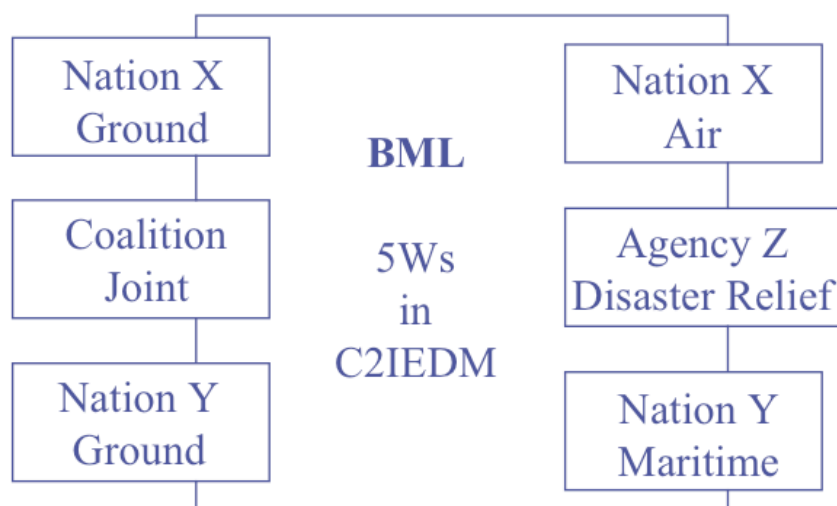 Nation X
Ground
Coalition
Joint
Nation Y
Ground
BML
5Ws
in
C2IEDM
Nation X
Air
Agency Z
Disaster Relief
Nation Y
Maritime